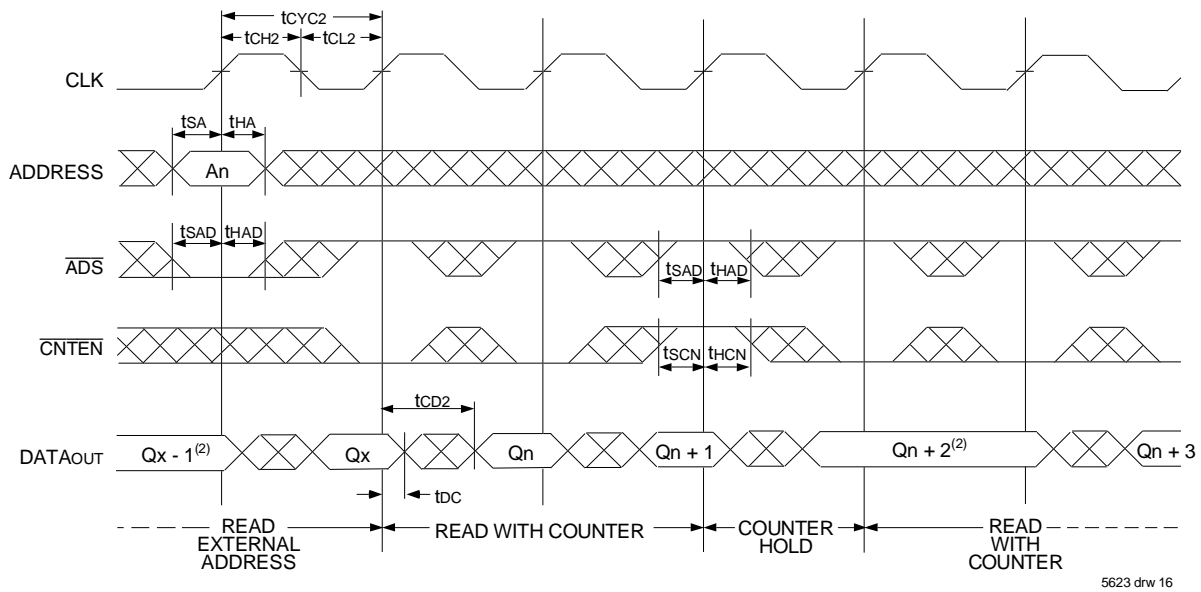 tCYC2
tCH2 tCL2
CLK
tSA tHA
ADDRESS An
tSAD tHAD
ADS
tSAD tHAD
CNTEN
tSCN tHCN
tCD2
DATAOUT Qx - 1(2) Qx Qn Qn + 1 Qn + 2(2) Qn + 3
tDC
READ EXTERNAL ADDRESS
READ WITH COUNTER
COUNTER HOLD
READ WITH COUNTER
5623 drw 16